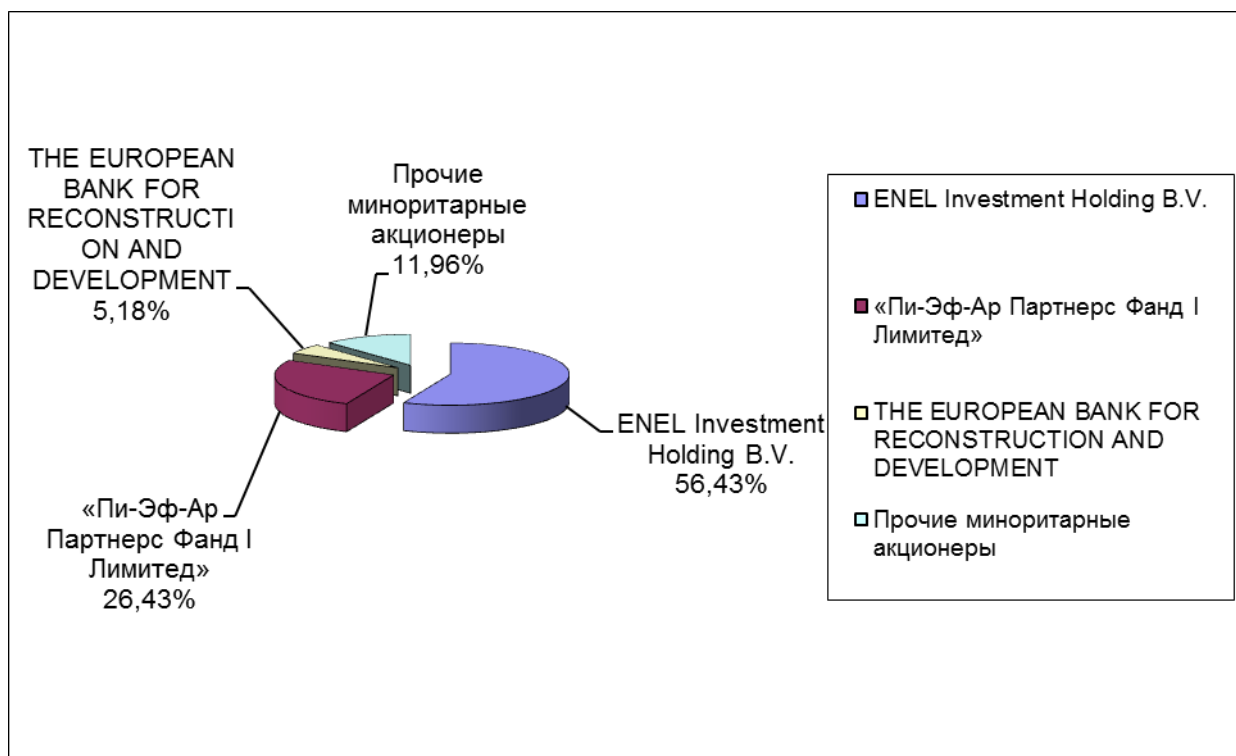 THE EUROPEAN
BANK FOR
RECONSTRUCTI
ON AND
DEVELOPMENT
5,18%
Прочие
миноритарные
акционеры
11,96%
ENEL Investment
Holding B.V.
56,43%
«Пи-Эф-Ар
Партнерс Фанд I
Лимитед»
26,43%
ENEL Investment Holding B.V.
«Пи-Эф-Ар Партнерс Фанд I
Лимитед»
THE EUROPEAN BANK FOR
RECONSTRUCTION AND
DEVELOPMENT
Прочие миноритарные
акционеры